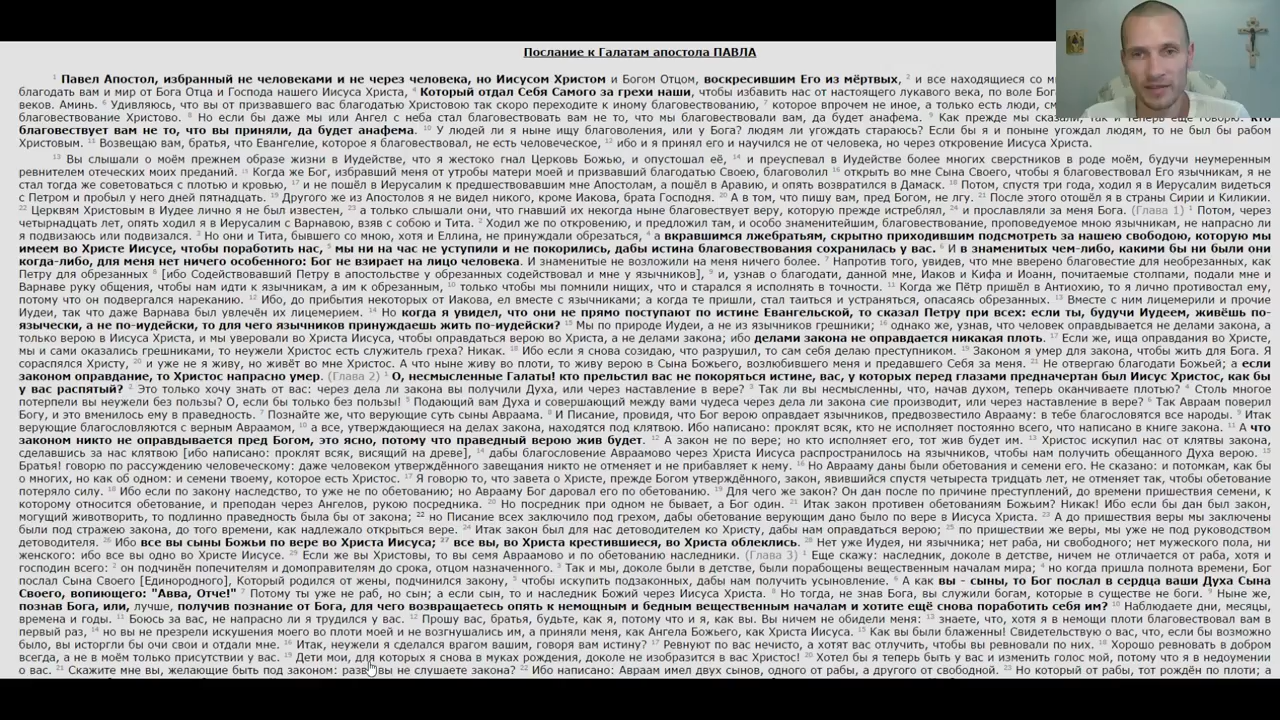 Послание к Галатам апостола ПАВЛА
1 Павел Апостол, избранный не человеками и не через человека, но Иисусом Христом и Богом Отцом, воскресившим Его из мёртвых, 2 и все находящиеся со м
благодать вам и мир от Бога Отца и Господа нашего Иисуса Христа, 4 Который отдал Себя Самого за грехи наши, чтобы избавить нас от настоящего лукавого века, по воле Бог
веков. Аминь. 6 Удивляюсь, что вы от призвавшего вас благодатью Христовою так скоро переходите к иному благовествованию, 7 которое впрочем не иное, а только есть люди, см
благовествование Христово. 8 Но если бы даже мы или Ангел с неба стал благовествовать вам не то, что мы благовествовали вам, да будет анафема. 9 Как прежде мы сказали, так и теперь ещё говорю: кто
благовествует вам не то, что вы приняли, да будет анафема. 10 У людей ли я ныне ищу благоволения, или у Бога? людям ли угождать стараюсь? Если бы я и поныне угождал людям, то не был бы рабом
Христовым. 11 Возвещаю вам, братья, что Евангелие, которое я благовествовал, не есть человеческое, 12 ибо и я принял его и научился не от человека, но через откровение Иисуса Христа.
13 Вы слышали о моём прежнем образе жизни в Иудействе, что я жестоко гнал Церковь Божью, и опустошал её, 14 и преуспевал в Иудействе более многих сверстников в роде моём, будучи неумеренным
ревнителем отеческих моих преданий. 15 Когда же Бог, избравший меня от утробы матери моей и призвавший благодатью Своею, благоволил 16 открыть во мне Сына Своего, чтобы я благовествовал Его язычникам, я не
стал тогда же советоваться с плотью и кровью, 17 и не пошёл в Иерусалим к предшествовавшим мне Апостолам, а пошёл в Аравию, и опять возвратился в Дамаск. 18 Потом, спустя три года, ходил я в Иерусалим видеться
с Петром и пробыл у него дней пятнадцать. 19 Другого же из Апостолов я не видел никого, кроме Иакова, брата Господня. 20 А в том, что пишу вам, пред Богом, не лгу. 21 После этого отошёл я в страны Сирии и Киликии.
22 Церквям Христовым в Иудее лично я не был известен, 23 а только слышали они, что гнавший их некогда ныне благовествует веру, которую прежде истреблял, 24 и прославляли за меня Бога. (Глава 1) 1 Потом, через
четырнадцать лет, опять ходил я в Иерусалим с Варнавою, взяв с собою и Тита. 2 Ходил же по откровению, и предложил там, и особо знаменитейшим, благовествование, проповедуемое мною язычникам, не напрасно ли
я подвизаюсь или подвизался. 3 Но они и Тита, бывшего со мною, хотя и Еллина, не принуждали обрезаться, 4 а вкравшимся лжебратьям, скрытно приходившим подсмотреть за нашею свободою, которую мы
имеем во Христе Иисусе, чтобы поработить нас, 5 мы ни на час не уступили и не покорились, дабы истина благовествования сохранилась у вас. 6 И в знаменитых чем-либо, какими бы ни были они
когда-либо, для меня нет ничего особенного: Бог не взирает на лицо человека. И знаменитые не возложили на меня ничего более. 7 Напротив того, увидев, что мне вверено благовестие для необрезанных, как
Петру для обрезанных 8 [ибо Содействовавший Петру в апостольстве у обрезанных содействовал и мне у язычников], 9 и, узнав о благодати, данной мне, Иаков и Кифа и Иоанн, почитаемые столпами, подали мне и
Варнаве руку общения, чтобы нам идти к язычникам, а им к обрезанным, 10 только чтобы мы помнили нищих, что и старался я исполнять в точности. 11 Когда же Пётр пришёл в Антиохию, то я лично противостал ему,
потому что он подвергался нареканию. 12 Ибо, до прибытия некоторых от Иакова, ел вместе с язычниками; а когда те пришли, стал таиться и устраняться, опасаясь обрезанных. 13 Вместе с ним лицемерили и прочие
Иудеи, так что даже Варнава был увлечён их лицемерием. 14 Но когда я увидел, что они не прямо поступают по истине Евангельской, то сказал Петру при всех: если ты, будучи Иудеем, живёшь по-
язычески, а не по-иудейски, то для чего язычников принуждаешь жить по-иудейски? 15 Мы по природе Иудеи, а не из язычников грешники; 16 однако же, узнав, что человек оправдывается не делами закона, а
только верою в Иисуса Христа, и мы уверовали во Христа Иисуса, чтобы оправдаться верою во Христа, а не делами закона; ибо делами закона не оправдается никакая плоть. 17 Если же, ища оправдания во Христе,
мы и сами оказались грешниками, то неужели Христос есть служитель греха? Никак. 18 Ибо если я снова созидаю, что разрушил, то сам себя делаю преступником. 19 Законом я умер для закона, чтобы жить для Бога. Я
сораспялся Христу, 20 и уже не я живу, но живёт во мне Христос. А что ныне живу во плоти, то живу верою в Сына Божьего, возлюбившего меня и предавшего Себя за меня. 21 Не отвергаю благодати Божьей; а если
законом оправдание, то Христос напрасно умер. (Глава 2) 1 О, несмысленные Галаты! кто прельстил вас не покоряться истине, вас, у которых перед глазами предначертан был Иисус Христос, как бы
у вас распятый? 2 Это только хочу знать от вас: через дела ли закона вы получили Духа, или через наставление в вере? 3 Так ли вы несмысленны, что, начав духом, теперь оканчиваете плотью? 4 Столь многое
потерпели вы неужели без пользы? О, если бы только без пользы! 5 Подающий вам Духа и совершающий между вами чудеса через дела ли закона сие производит, или через наставление в вере? 6 Так Авраам поверил
Богу, и это вменилось ему в праведность. 7 Познайте же, что верующие суть сыны Авраама. 8 И Писание, провидя, что Бог верою оправдает язычников, предвозвестило Аврааму: в тебе благословятся все народы. 9 Итак
верующие благословляются с верным Авраамом, 10 а все, утверждающиеся на делах закона, находятся под клятвою. Ибо написано: проклят всяк, кто не исполняет постоянно всего, что написано в книге закона. 11 А что
законом никто не оправдывается пред Богом, это ясно, потому что праведный верою жив будет. 12 А закон не по вере; но кто исполняет его, тот жив будет им. 13 Христос искупил нас от клятвы закона,
сделавшись за нас клятвою [ибо написано: проклят всяк, висящий на древе], 14 дабы благословение Авраамово через Христа Иисуса распространилось на язычников, чтобы нам получить обещанного Духа верою. 15
Братья! говорю по рассуждению человеческому: даже человеком утверждённого завещания никто не отменяет и не прибавляет к нему. 16 Но Аврааму даны были обетования и семени его. Не сказано: и потомкам, как бы
о многих, но как об одном: и семени твоему, которое есть Христос. 17 Я говорю то, что завета о Христе, прежде Богом утверждённого, закон, явившийся спустя четыреста тридцать лет, не отменяет так, чтобы обетование
потеряло силу. 18 Ибо если по закону наследство, то уже не по обетованию; но Аврааму Бог даровал его по обетованию. 19 Для чего же закон? Он дан после по причине преступлений, до времени пришествия семени, к
которому относится обетование, и преподан через Ангелов, рукою посредника. 20 Но посредник при одном не бывает, а Бог один. 21 Итак закон противен обетованиям Божьим? Никак! Ибо если бы дан был закон,
могущий животворить, то подлинно праведность была бы от закона; 22 но Писание всех заключило под грехом, дабы обетование верующим дано было по вере в Иисуса Христа. 23 А до пришествия веры мы заключены
были под стражею закона, до того времени, как надлежало открыться вере. 24 Итак закон был для нас детоводителем ко Христу, дабы нам оправдаться верою; 25 по пришествии же веры, мы уже не под руководством
детоводителя. 26 Ибо все вы сыны Божьи по вере во Христа Иисуса; 27 все вы, во Христа крестившиеся, во Христа облеклись. 28 Нет уже Иудея, ни язычника; нет раба, ни свободного; нет мужеского пола, ни
женского: ибо все вы одно во Христе Иисусе. 29 Если же вы Христовы, то вы семя Авраамово и по обетованию наследники. (Глава 3) 1 Еще скажу: наследник, доколе в детстве, ничем не отличается от раба, хотя и
господин всего: 2 он подчинён попечителям и домоправителям до срока, отцом назначенного. 3 Так и мы, доколе были в детстве, были порабощены вещественным началам мира; 4 но когда пришла полнота времени, Бог
послал Сына Своего [Единородного], Который родился от жены, подчинился закону, 5 чтобы искупить подзаконных, дабы нам получить усыновление. 6 А как вы - сыны, то Бог послал в сердца ваши Духа Сына
Своего, вопиющего: "Авва, Отче!" 7 Потому ты уже не раб, но сын; а если сын, то и наследник Божий через Иисуса Христа. 8 Но тогда, не знав Бога, вы служили богам, которые в существе не боги. 9 Ныне же,
познав Бога, или, лучше, получив познание от Бога, для чего возвращаетесь опять к немощным и бедным вещественным началам и хотите ещё снова поработить себя им? 10 Наблюдаете дни, месяцы,
времена и годы. 11 Боюсь за вас, не напрасно ли я трудился у вас. 12 Прошу вас, братья, будьте, как я, потому что и я, как вы. Вы ничем не обидели меня: 13 знаете, что, хотя я в немощи плоти благовествовал вам в
первый раз, 14 но вы не презрели искушения моего во плоти моей и не возгнушались им, а приняли меня, как Ангела Божьего, как Христа Иисуса. 15 Как вы были блаженны! Свидетельствую о вас, что, если бы возможно
было, вы исторгли бы очи свои и отдали мне. 16 Итак, неужели я сделался врагом вашим, говоря вам истину? 17 Ревнуют по вас нечисто, а хотят вас отлучить, чтобы вы ревновали по них. 18 Хорошо ревновать в добром
всегда, а не в моём только присутствии у вас. 19 Дети мои, для которых я снова в муках рождения, доколе не изобразится в вас Христос! 20 Хотел бы я теперь быть у вас и изменить голос мой, потому что я в недоумении
о вас. 21 Скажите мне вы, желающие быть под законом: разве вы не слушаете закона? 22 Ибо написано: Авраам имел двух сынов, одного от рабы, а другого от свободной. 23 Но который от рабы, тот рождён по плоти; а